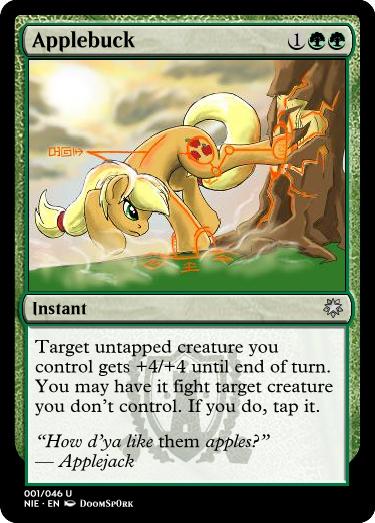 Applebuck 1
Instant
Target untapped creature you
control gets +4/+4 until end of turn.
You may have it fight target creature
you don't control. If you do, tap it.
"How d'ya like them apples?"
— Applejack
001/046 U
NIE · EN DoomSp0rk